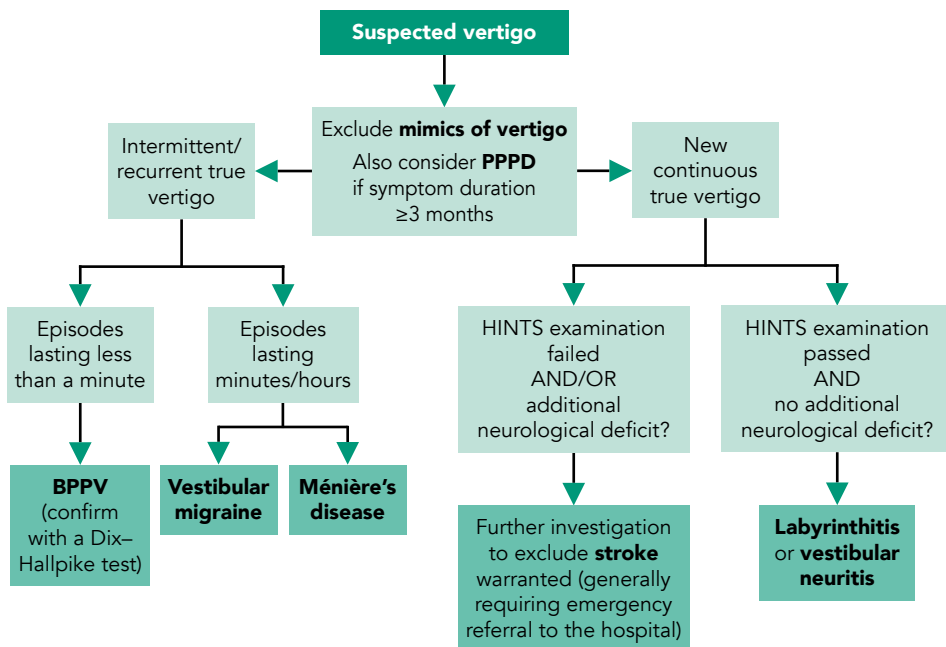 Suspected vertigo
Exclude mimics of vertigo
Also consider PPPD
if symptom duration
≥3 months
Intermittent/
recurrent true
vertigo
New
continuous
true vertigo
Episodes
lasting less
than a minute
Episodes
lasting
minutes/hours
HINTS examination
failed
AND/OR
additional
neurological deficit?
HINTS examination
passed
AND
no additional
neurological deficit?
BPPV
(confirm
with a Dix–
Hallpike test)
Vestibular
migraine
Ménière’s
disease
Further investigation
to exclude stroke
warranted (generally
requiring emergency
referral to the hospital)
Labyrinthitis
or vestibular
neuritis